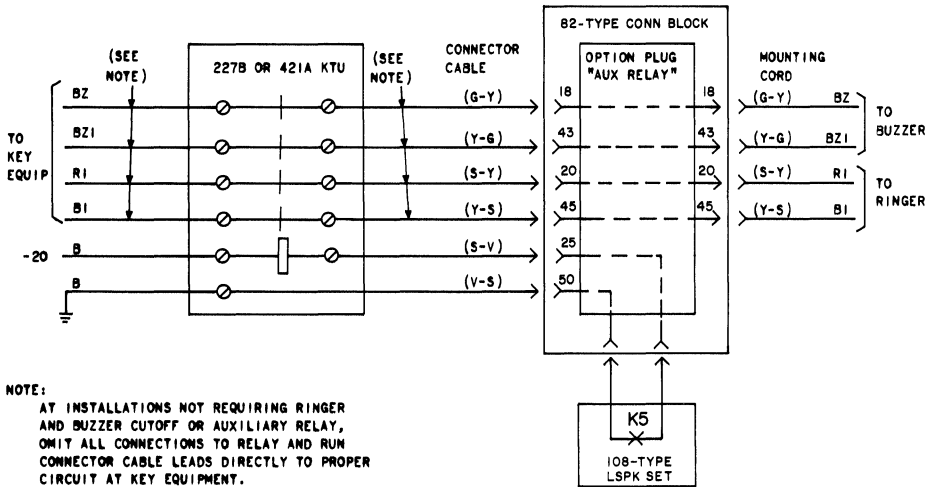 82-TYPE CONN BLOCK
(SEE NOTE)
227B OR 421A KTU
(SEE NOTE)
CONNECTOR CABLE
OPTION PLUG "AUX RELAY"
MOUNTING CORD
BZ
(G-Y)
18
18
(G-Y)
BZ
BZ1
(Y-G)
43
43
(Y-G)
BZ1
TO BUZZER
TO KEY EQUIP
R1
(S-Y)
20
20
(S-Y)
R1
B1
(Y-S)
45
45
(Y-S)
B1
TO RINGER
-20
B
(S-V)
25
B
(V-S)
50
NOTE:
AT INSTALLATIONS NOT REQUIRING RINGER
AND BUZZER CUTOFF OR AUXILIARY RELAY,
OMIT ALL CONNECTIONS TO RELAY AND RUN
CONNECTOR CABLE LEADS DIRECTLY TO PROPER
CIRCUIT AT KEY EQUIPMENT.
K5
108-TYPE
LSPK SET